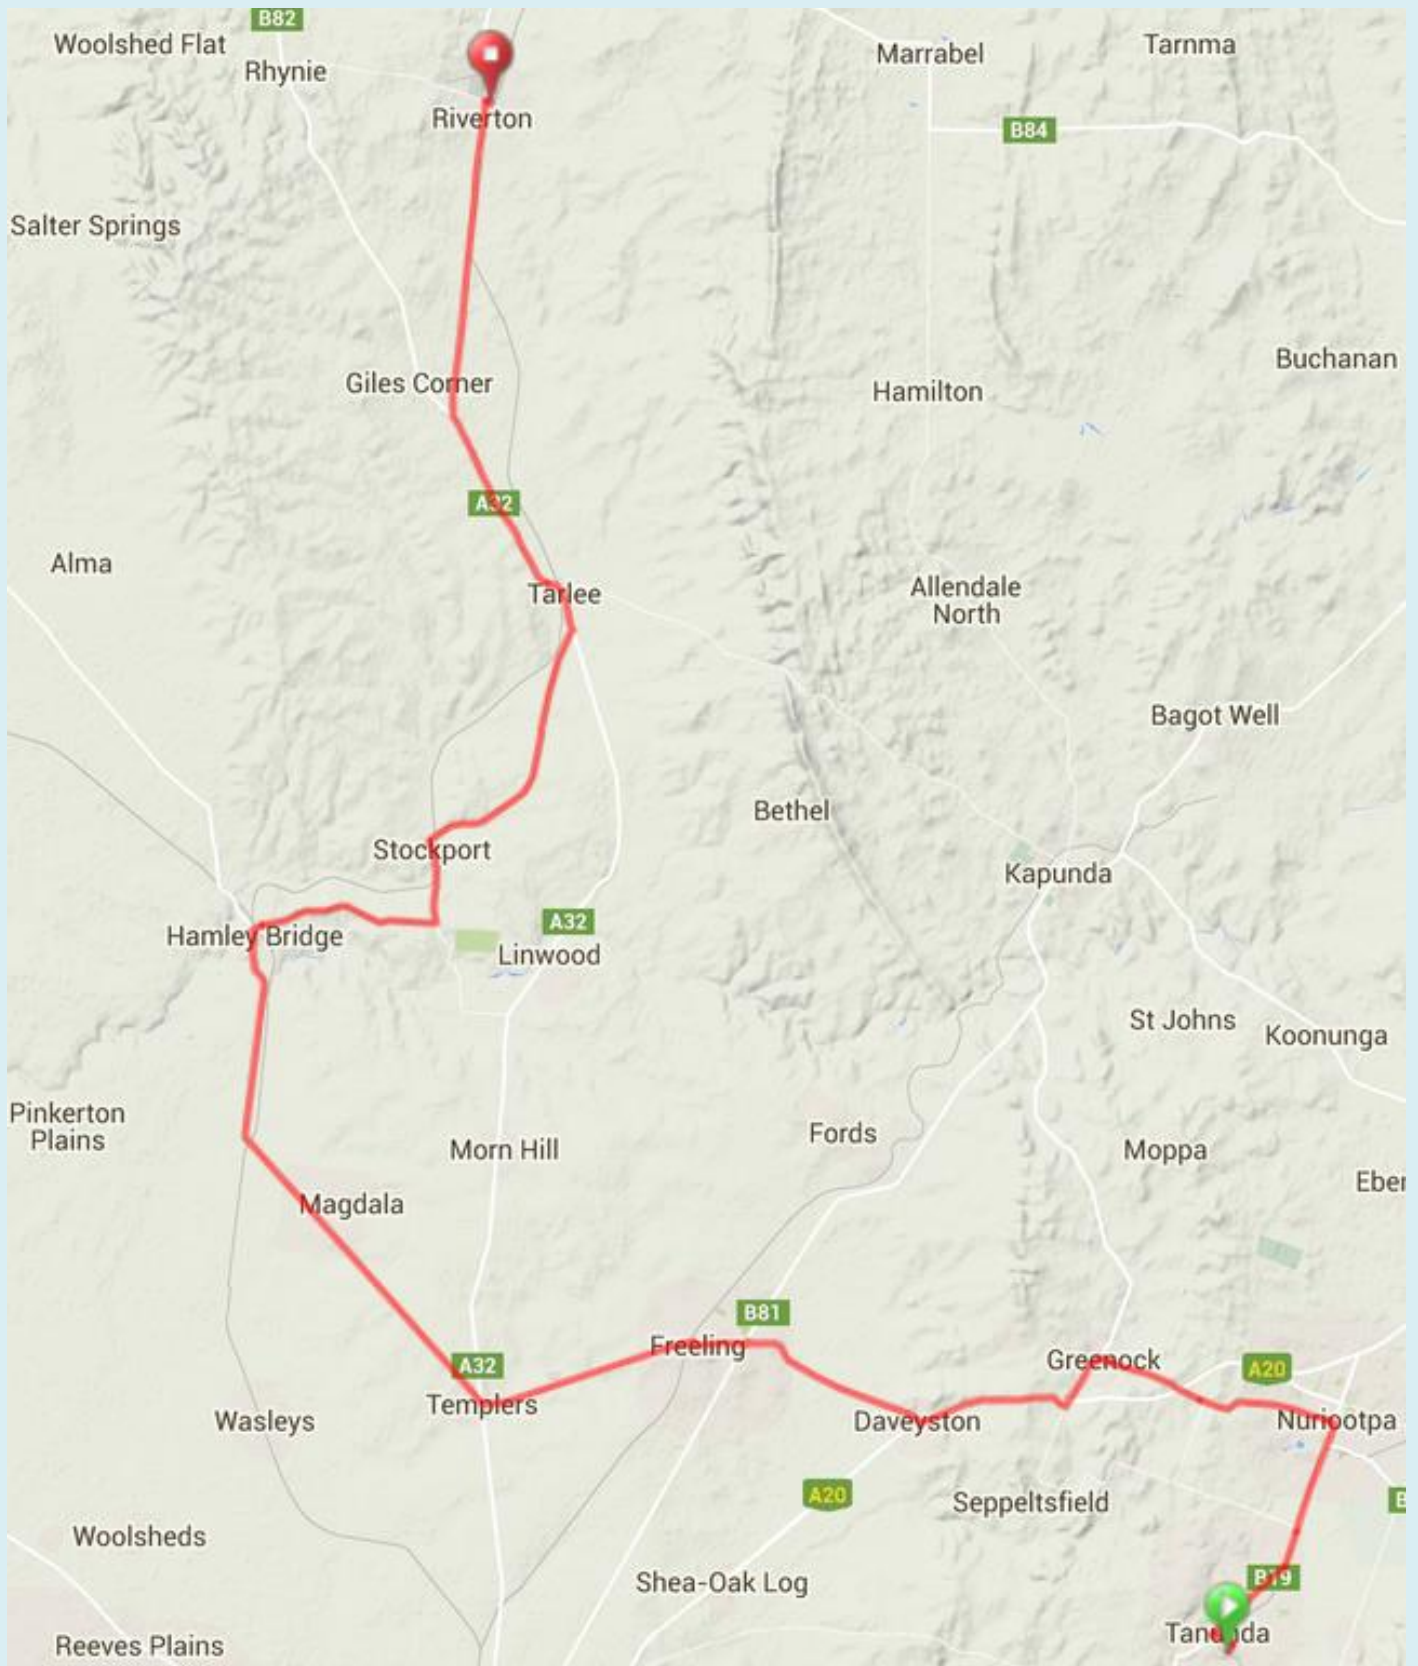 B82
Woolshed Flat
Rhynie
Marrabel
Tarnma
Riverton
B84
Salter Springs
Giles Corner
Hamilton
Buchanan
A32
Alma
Tarlee
Allendale
North
Bagot Well
Bethel
Stockport
Kapunda
A32
Hamley Bridge
Linwood
St Johns
Koonunga
Pinkerton
Plains
Fords
Morn Hill
Moppa
Eber
Magdala
B81
Freeling
Greenock
A32
A20
Templers
Wasleys
Daveyston
Nuriootpa
A20
Seppeltsfield
B
Woolsheds
Shea-Oak Log
B19
Tanunda
Reeves Plains